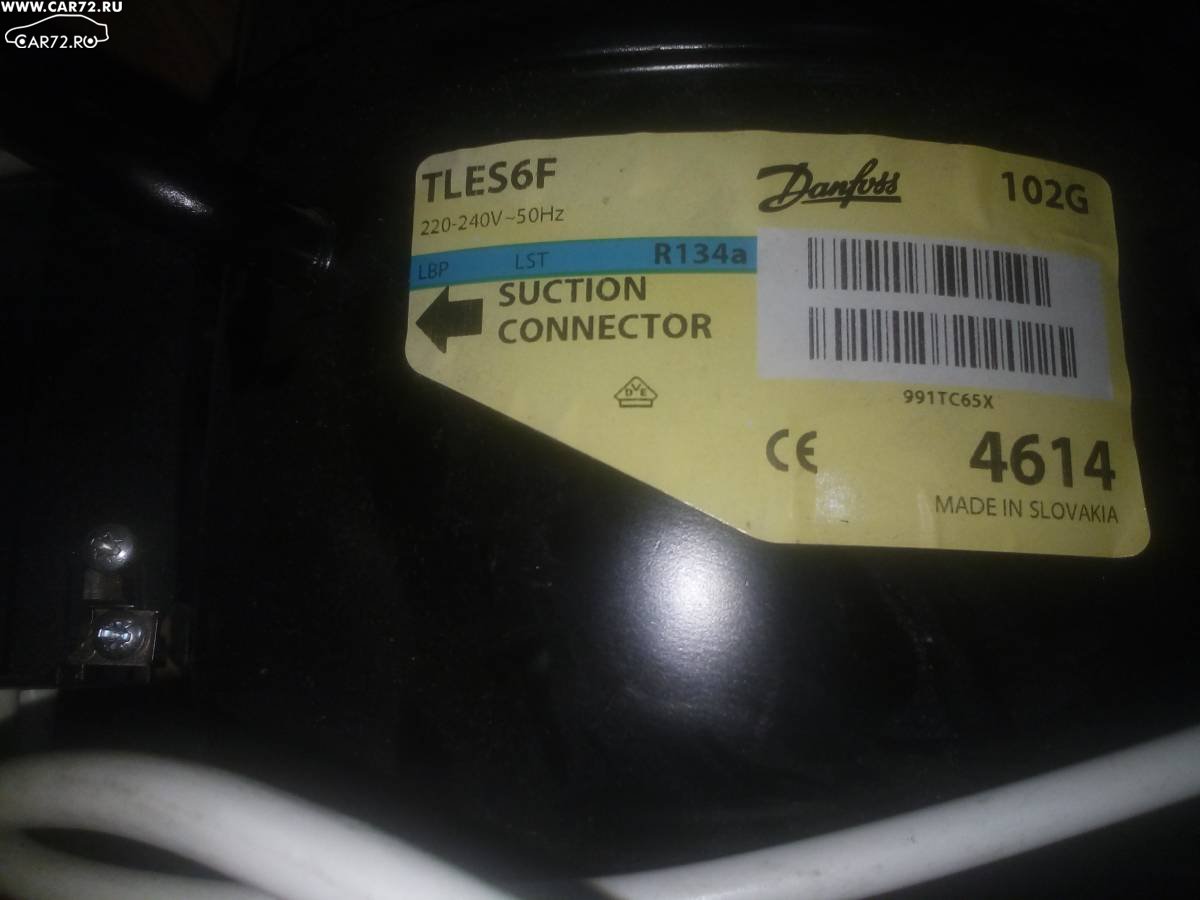 WWW.CAR72.RU
CAR72.RU
TLES6F
220-240V~50Hz
Danfoss
102G
LBP LST R134a
SUCTION
CONNECTOR
DVE
991TC65X
CE
4614
MADE IN SLOVAKIA